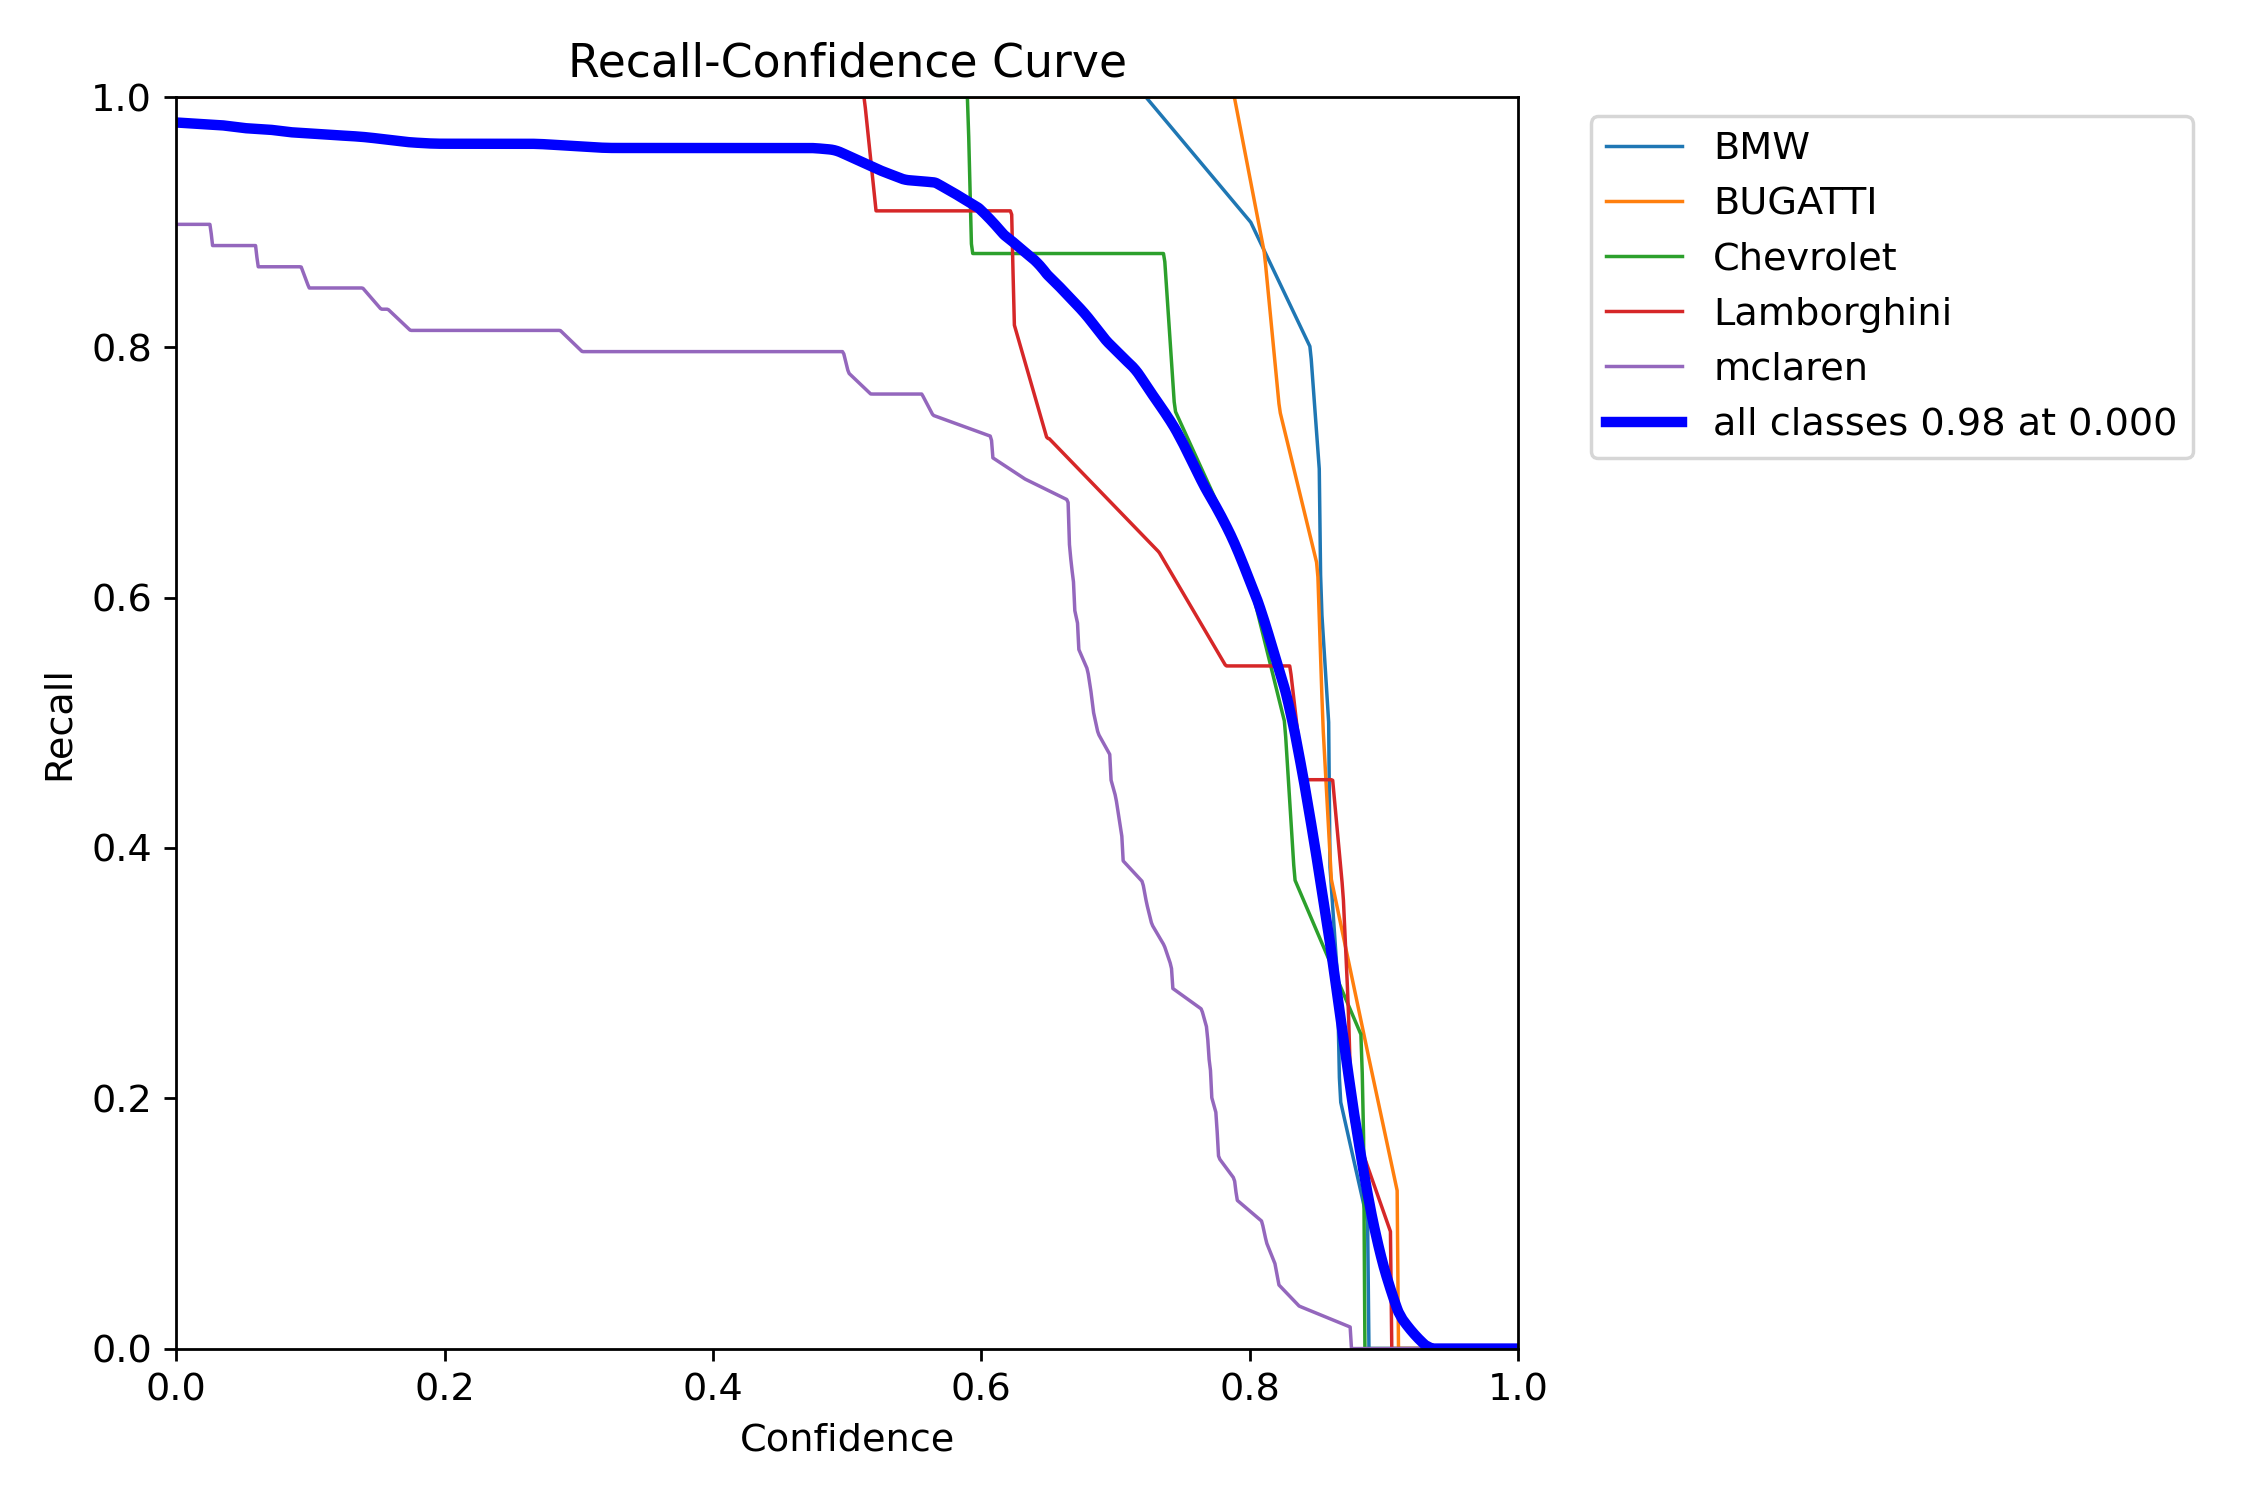 Recall-Confidence Curve
1.0
0.8
0.6
0.4
0.2
0.0
Recall
0.0 0.2 0.4 0.6 0.8 1.0
Confidence
BMW
BUGATTI
Chevrolet
Lamborghini
mclaren
all classes 0.98 at 0.000